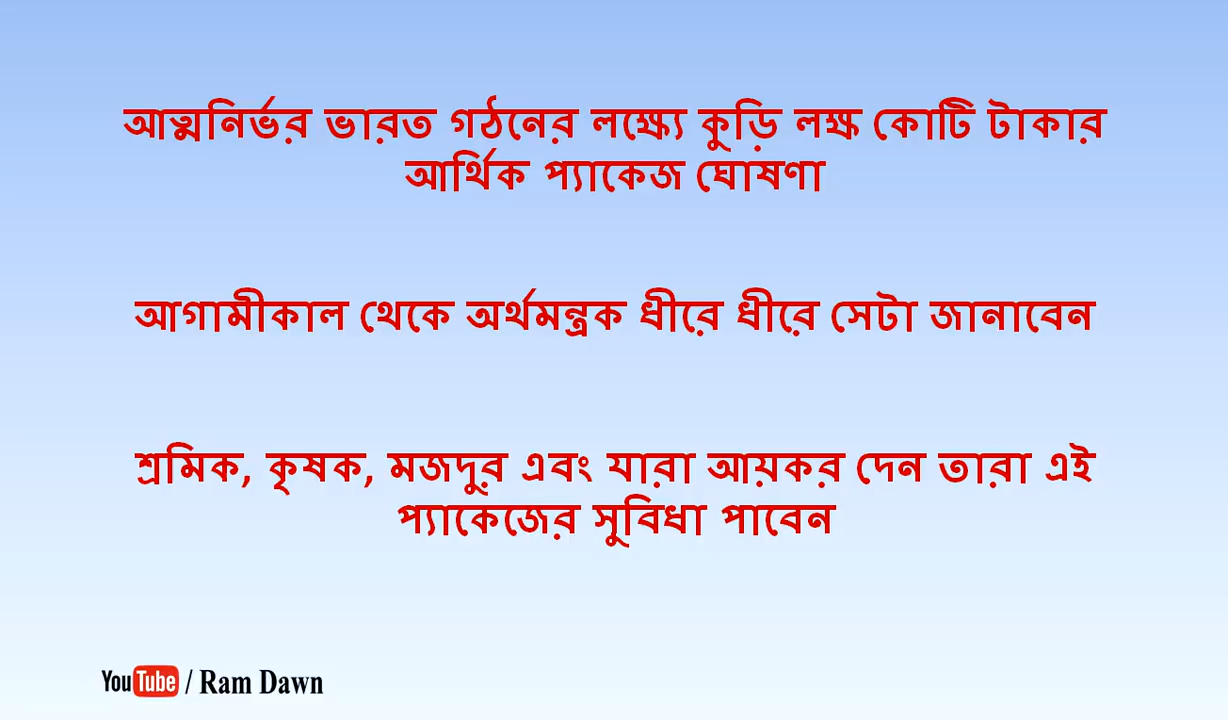 আত্মনির্ভর ভারত গঠনের লক্ষ্যে কুড়ি লক্ষ কোটি টাকার
আর্থিক প্যাকেজ ঘোষণা
আগামীকাল থেকে অর্থমন্ত্রক ধীরে ধীরে সেটা জানাবেন
শ্রমিক, কৃষক, মজদুর এবং যারা আয়কর দেন তারা এই
প্যাকেজের সুবিধা পাবেন
YouTube / Ram Dawn